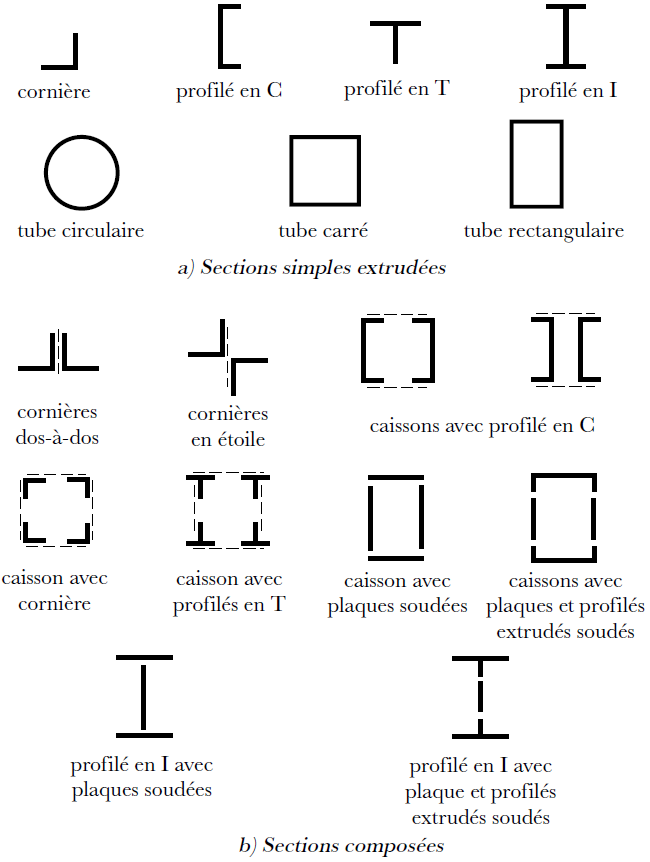 cornière
profilé en C
profilé en T
profilé en I
tube circulaire
tube carré
tube rectangulaire
a) Sections simples extrudées
cornières
dos-à-dos
cornières
en étoile
caissons avec profilé en C
caisson avec
cornière
caisson avec
profilés en T
caisson avec
plaques soudées
caissons avec
plaques et profilés
extrudés soudés
profilé en I avec
plaques soudées
profilé en I avec
plaque et profilés
extrudés soudés
b) Sections composées